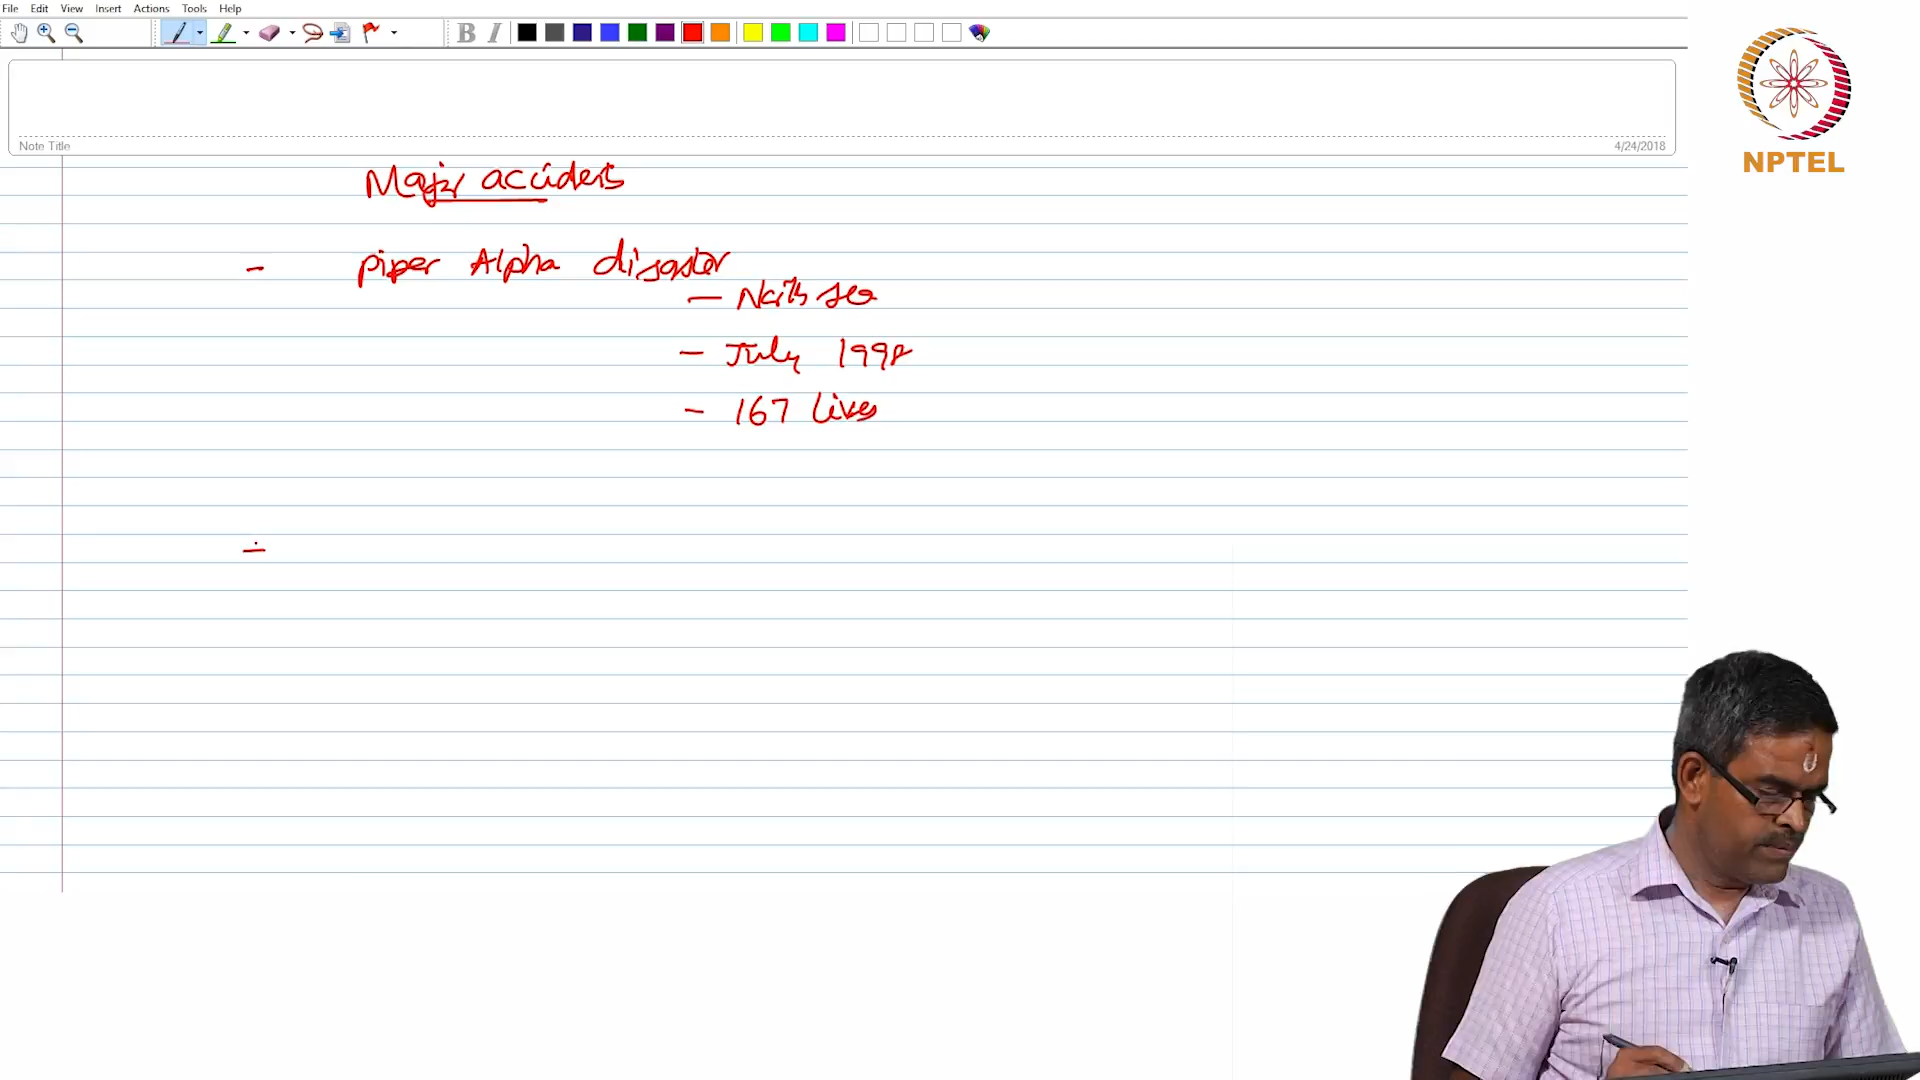 File Edit View Insert Actions Tools Help
B I
Note Title
4/24/2018
NPTEL
Major accidents
- piper Alpha disaster
- North sea
- July 1998
- 167 Lives
-